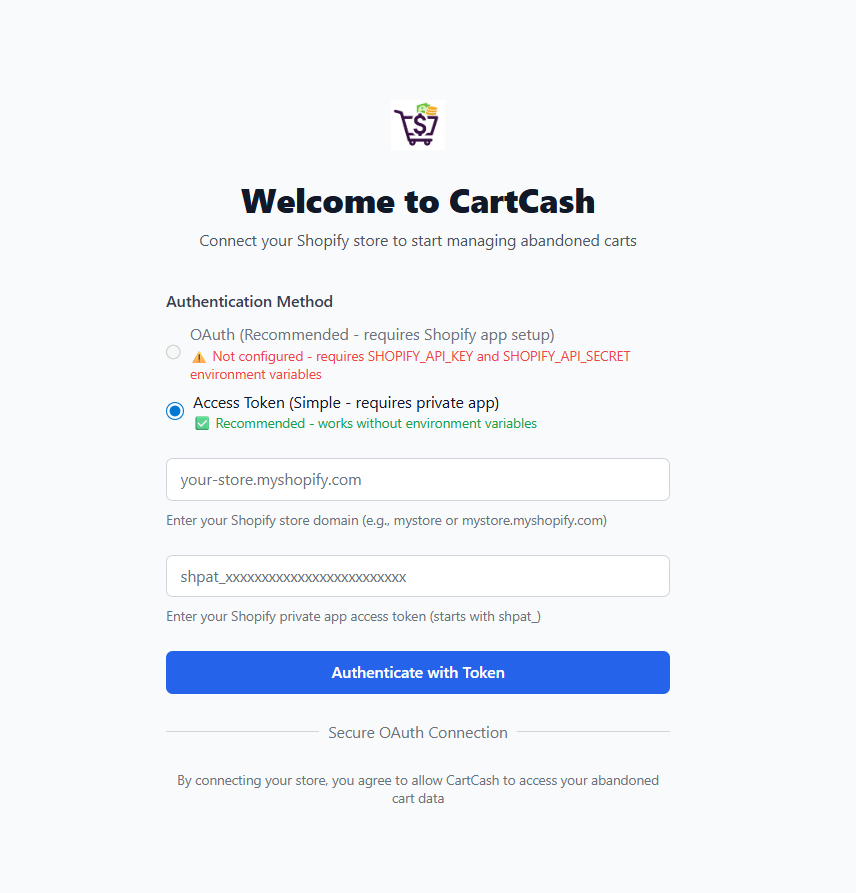 Welcome to CartCash
Connect your Shopify store to start managing abandoned carts
Authentication Method
OAuth (Recommended - requires Shopify app setup)
⚠️ Not configured - requires SHOPIFY_API_KEY and SHOPIFY_API_SECRET
environment variables
Access Token (Simple - requires private app)
✅ Recommended - works without environment variables
your-store.myshopify.com
Enter your Shopify store domain (e.g., mystore or mystore.myshopify.com)
shpat_xxxxxxxxxxxxxxxxxxxxxxxxxx
Enter your Shopify private app access token (starts with shpat_)
Authenticate with Token
Secure OAuth Connection
By connecting your store, you agree to allow CartCash to access your abandoned
cart data